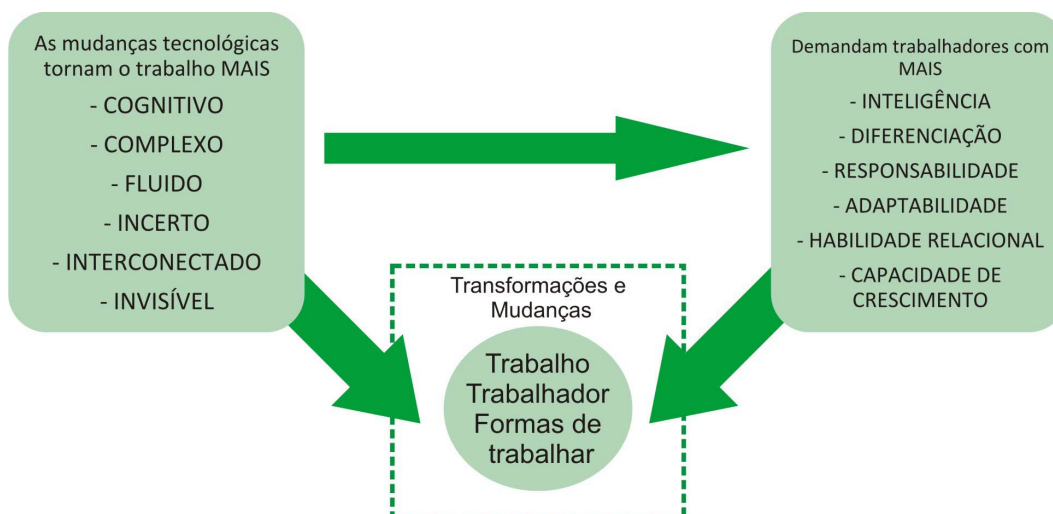 As mudanças tecnológicas
tornam o trabalho MAIS
- COGNITIVO
- COMPLEXO
- FLUIDO
- INCERTO
- INTERCONECTADO
- INVISÍVEL
Demandam trabalhadores com
MAIS
- INTELIGÊNCIA
- DIFERENCIAÇÃO
- RESPONSABILIDADE
- ADAPTABILIDADE
- HABILIDADE RELACIONAL
- CAPACIDADE DE
CRESCIMENTO
Transformações e
Mudanças
Trabalho
Trabalhador
Formas de
trabalhar